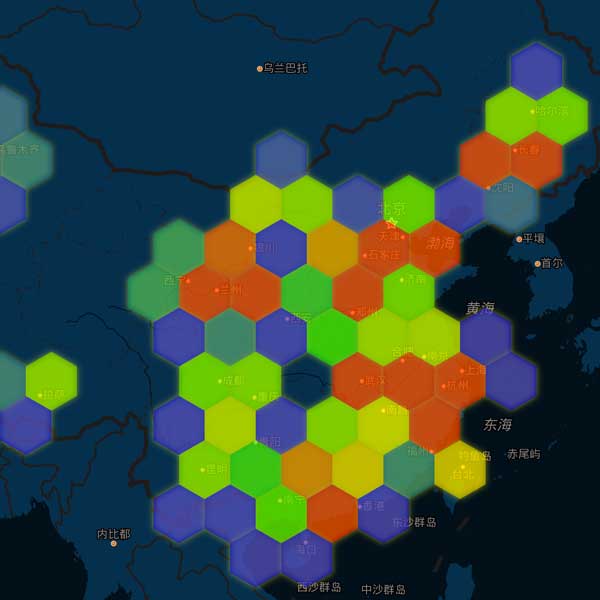 乌兰巴托
哈尔滨
鲁木齐
长春
沈阳
北京
天津
渤海
平壤
银川
石家庄
首尔
西宁
兰州
济南
黄海
西安
郑州
合肥
南京
成都
武汉
上海
杭州
拉萨
重庆
南昌
东海
贵阳
福州
钓鱼岛
赤尾屿
昆明
台北
南宁
香港
东沙群岛
内比都
海口
西沙群岛
中沙群岛